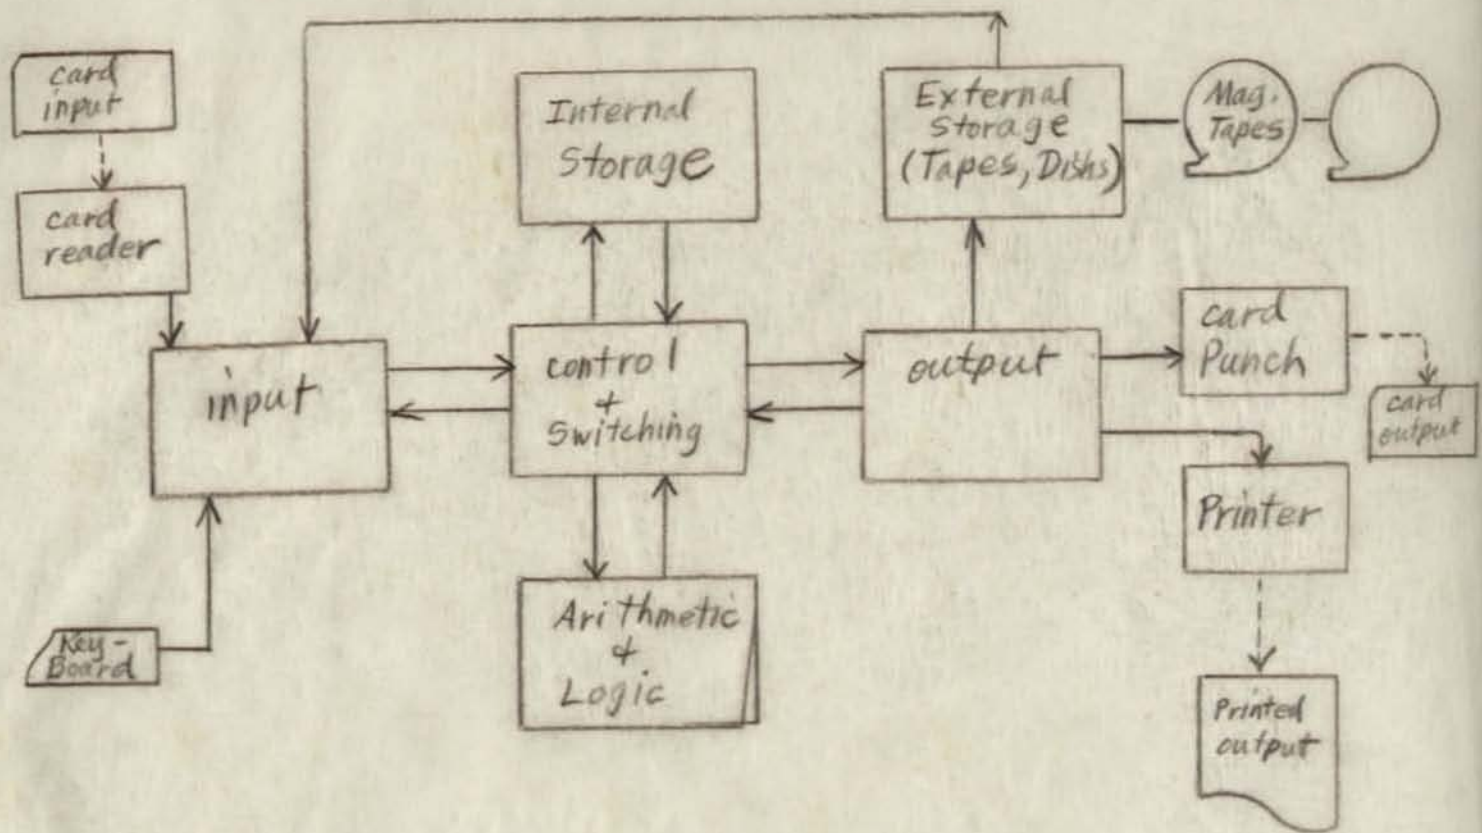 card
input
card
reader
Internal
Storage
External
Storage
(Tapes, Disks)
Mag.
Tapes
input
control
+
Switching
output
card
Punch
card
output
Printer
Key-
Board
Arithmetic
+
Logic
Printed
output